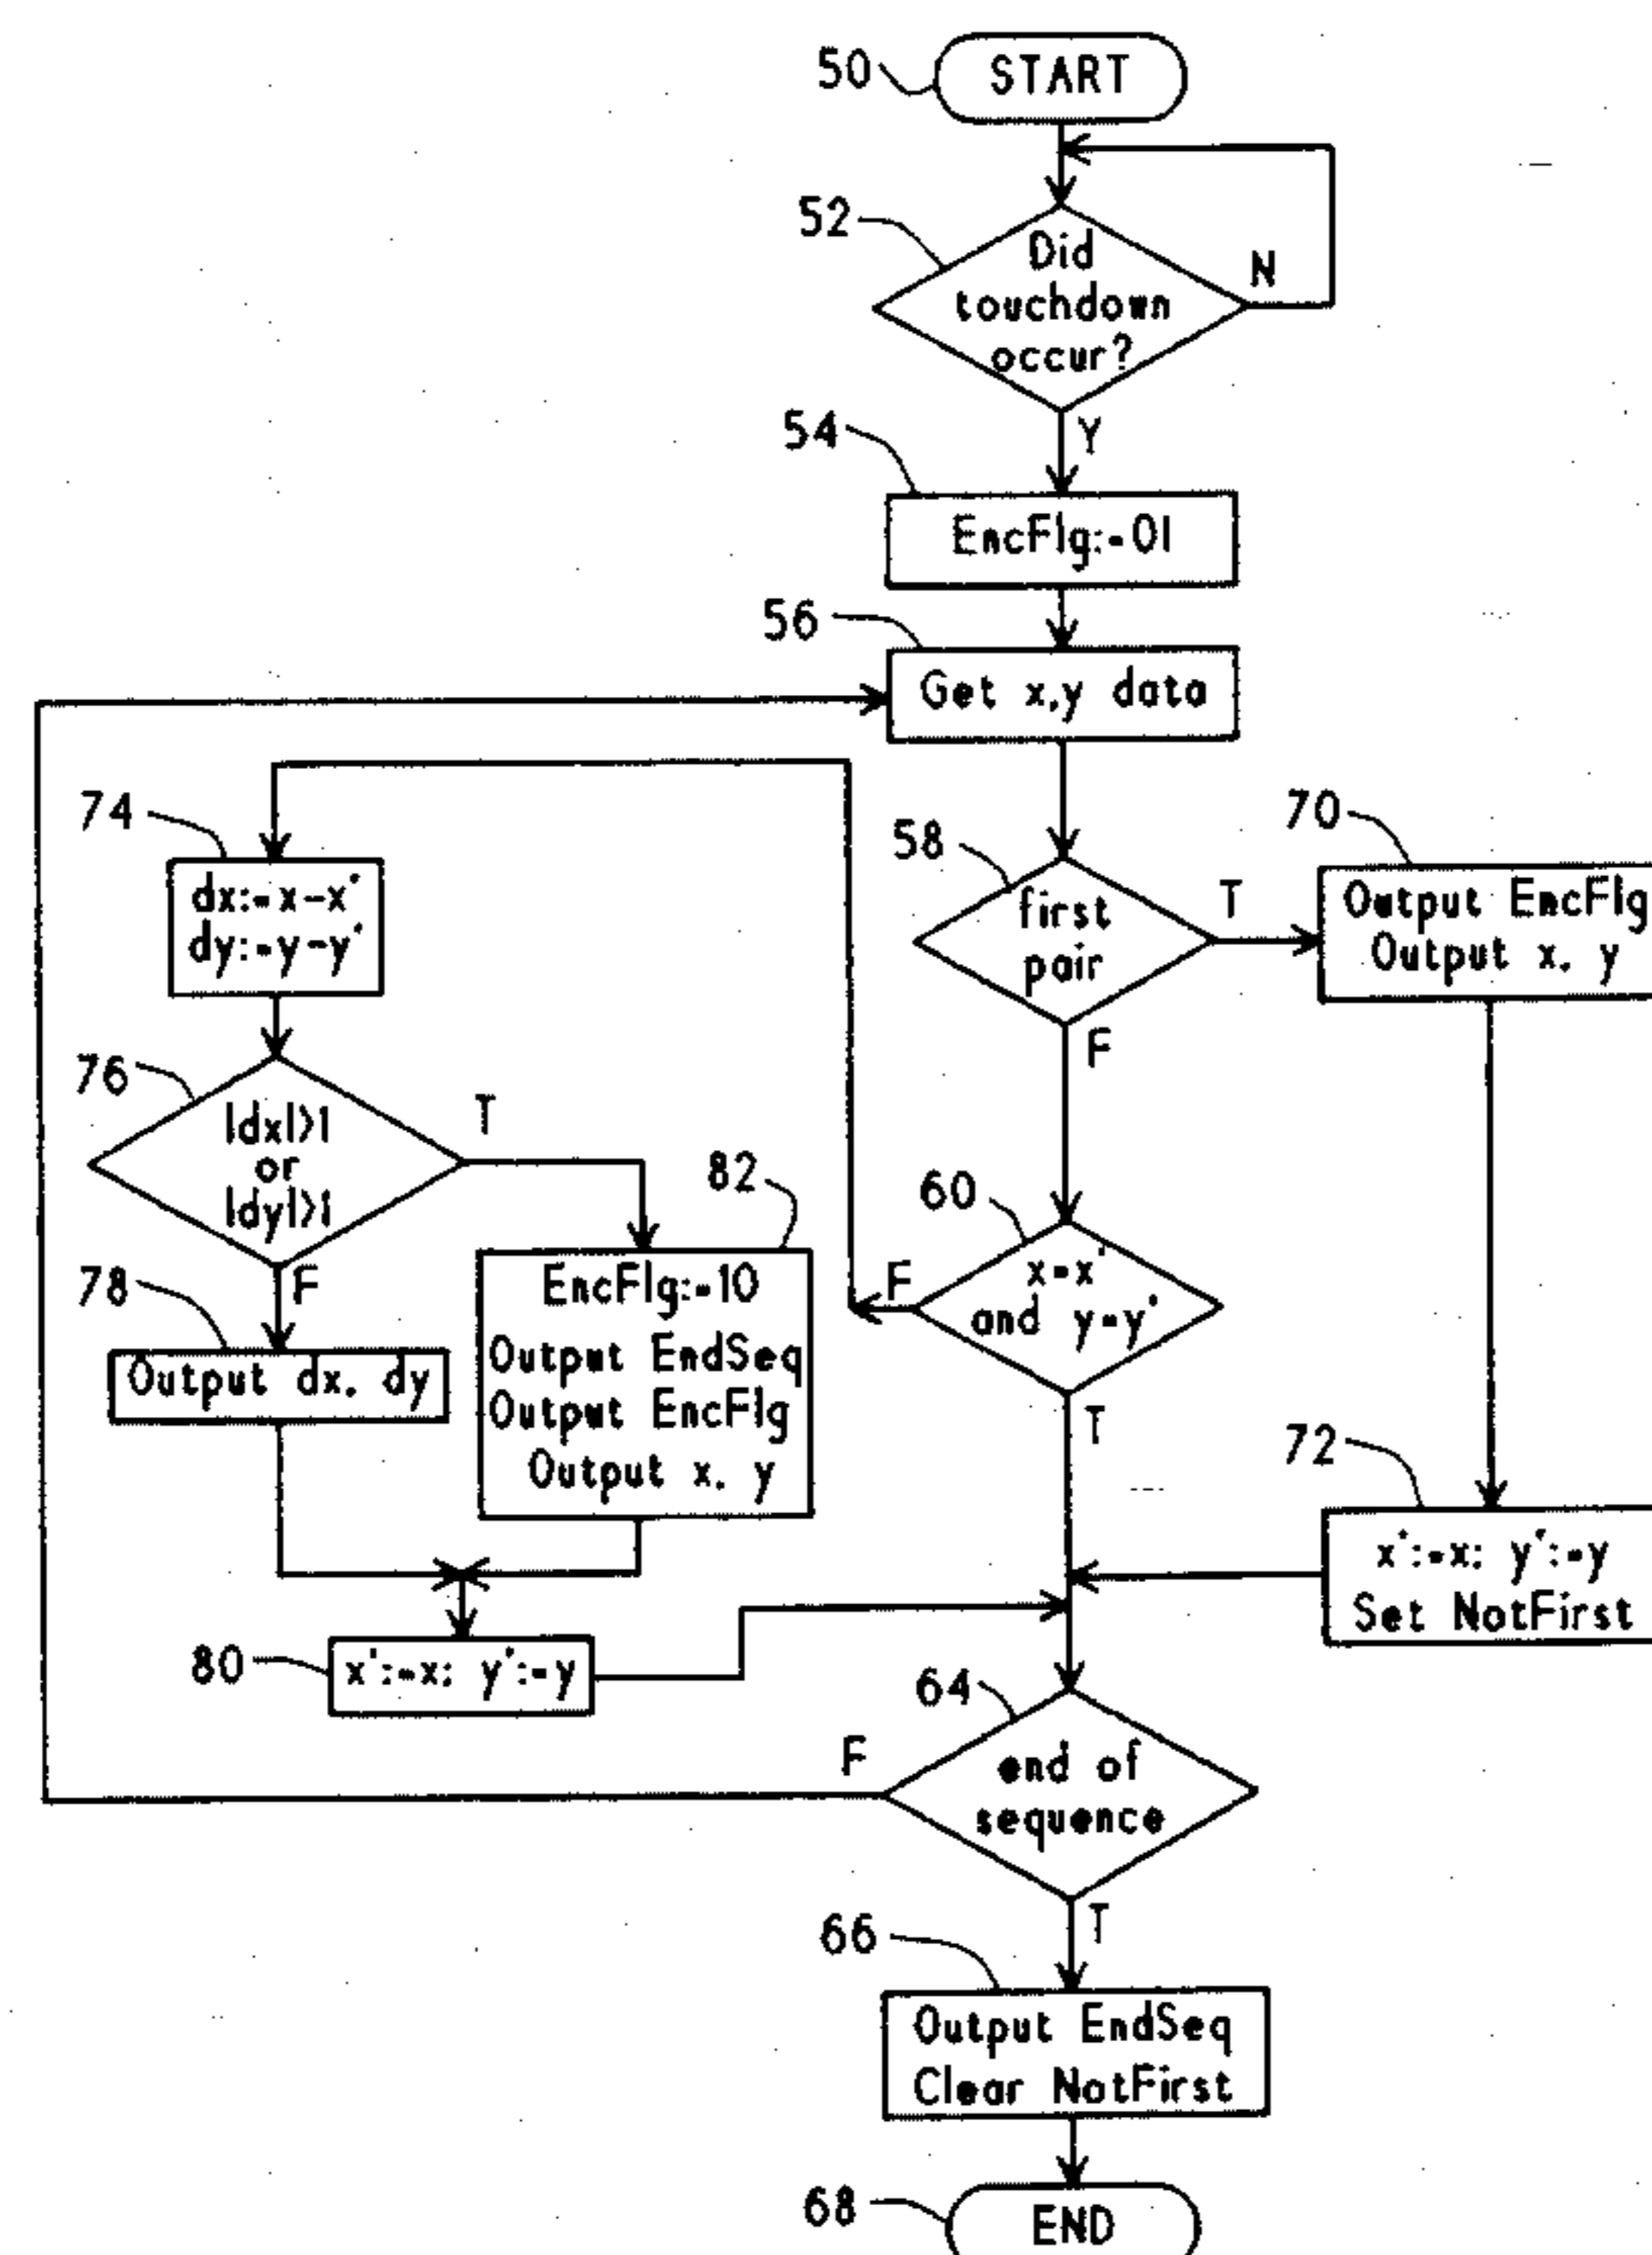 50
START
52
Did
touchdown
occur?
N
Y
54
EncFlg:=01
56
Get x,y data
74
dx:=x-x'
dy:=y-y'
58
first
pair
T
F
70
Output EncFlg
Output x, y
76
|dx|>1
or
|dy|>1
T
F
82
EncFlg:=10
Output EndSeq
Output EncFlg
Output x, y
78
Output dx, dy
60
x=x'
and y=y'
F
T
72
x':=x; y':=y
Set NotFirst
80
x':=x; y':=y
64
end of
sequence
F
T
66
Output EndSeq
Clear NotFirst
68
END